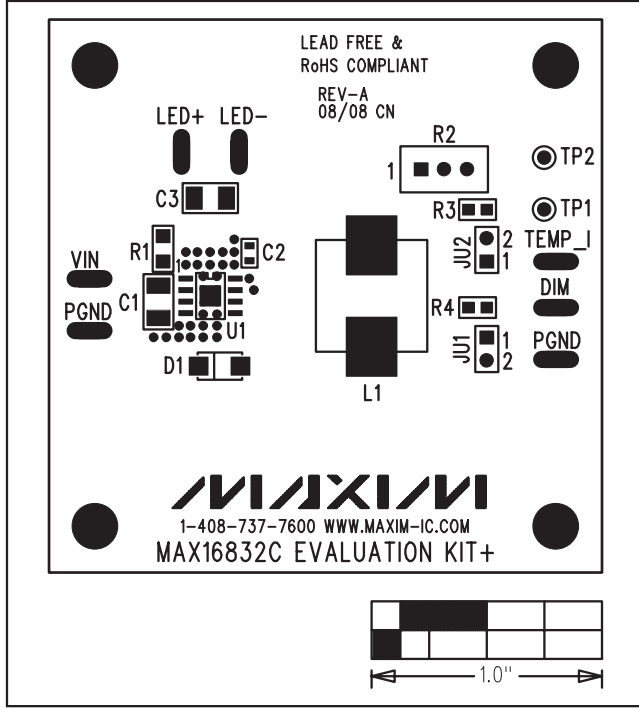 LEAD FREE &
RoHS COMPLIANT
REV-A
08/08 CN
LED+ LED-
R2
1
TP2
C3
R3
TP1
TEMP_I
JU2
2
1
R1
1
C2
VIN
DIM
C1
R4
PGND
U1
JU1
1
2
PGND
D1
L1
MAXIM
1-408-737-7600 WWW.MAXIM-IC.COM
MAX16832C EVALUATION KIT+
1.0"